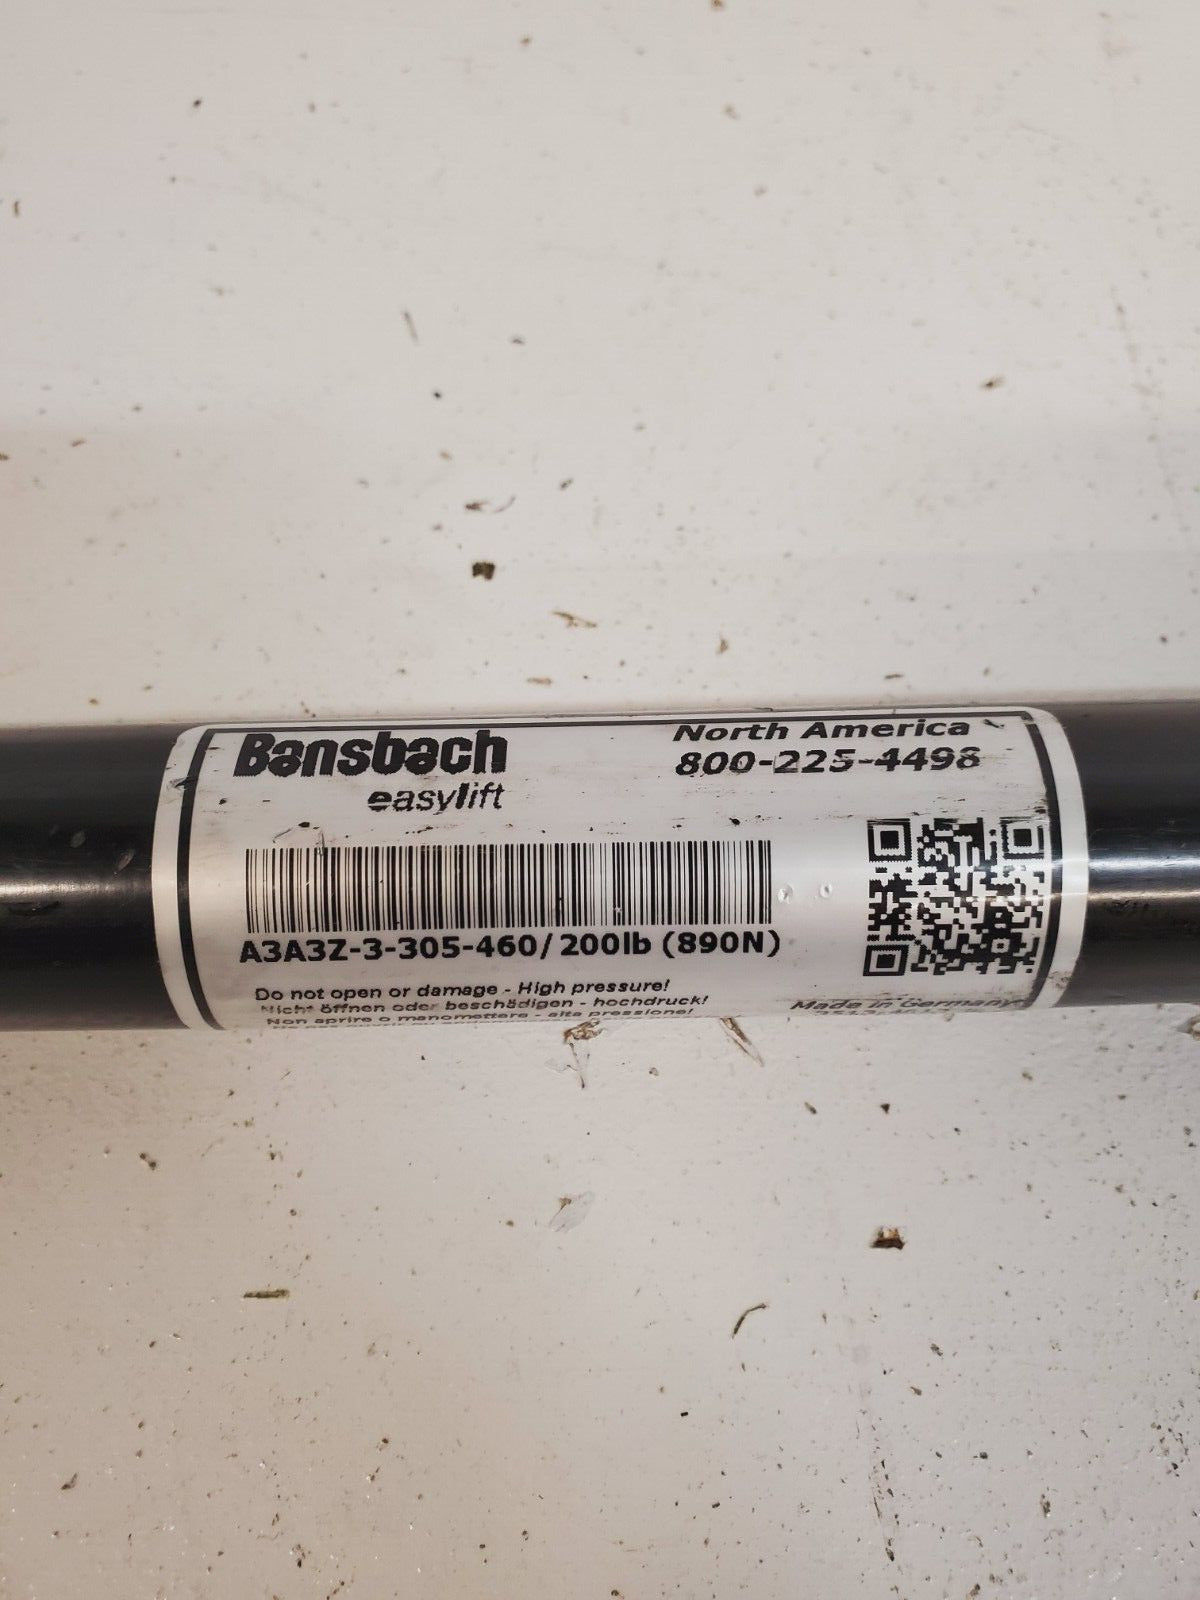 Bansbach
easylift
North America
800-225-4498
A3A3Z-3-305-460/200lb (890N)
Do not open or damage - High pressure!
Nicht öffnen oder beschädigen - hochdruck!
Non aprire o manomettere - alta pressione!
Made in Germany